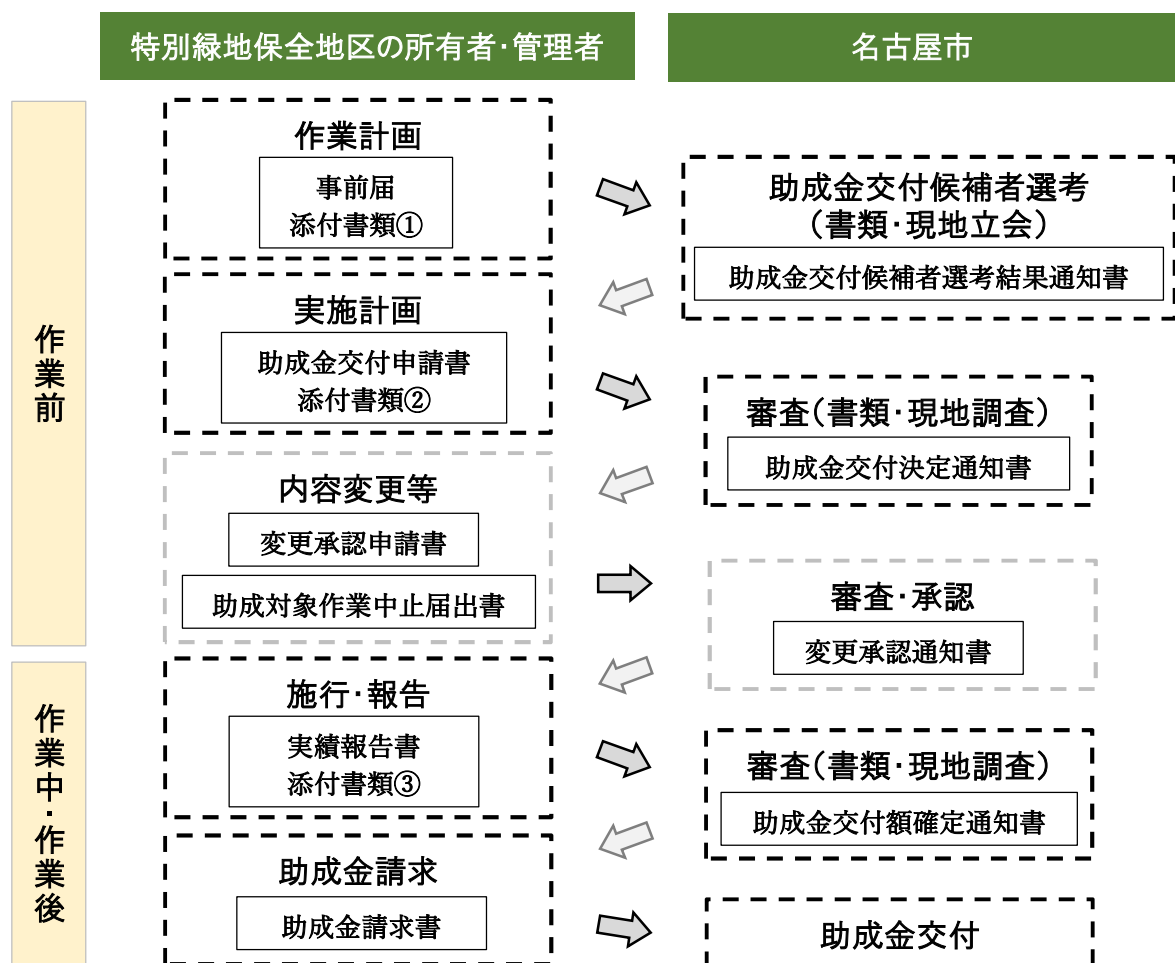 特別緑地保全地区の所有者・管理者
名古屋市
作業前
作業計画
事前届
添付書類①
助成金交付候補者選考
（書類・現地立会）
助成金交付候補者選考結果通知書
実施計画
助成金交付申請書
添付書類②
審査（書類・現地調査）
助成金交付決定通知書
内容変更等
変更承認申請書
助成対象作業中止届出書
審査・承認
変更承認通知書
作業中・作業後
施行・報告
実績報告書
添付書類③
審査（書類・現地調査）
助成金交付額確定通知書
助成金請求
助成金請求書
助成金交付